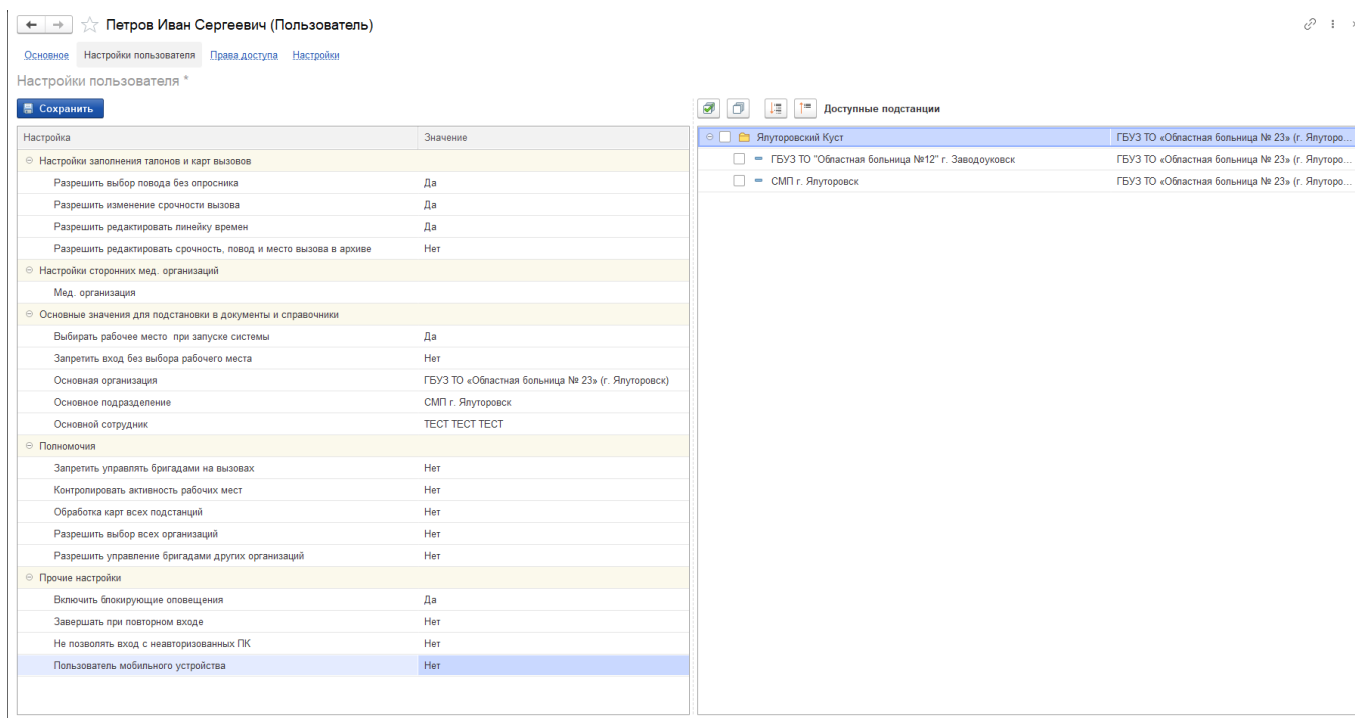 Петров Иван Сергеевич (Пользователь)
Основное Настройки пользователя Права доступа Настройки
Настройки пользователя *
Сохранить
Настройка Значение
Настройки заполнения талонов и карт вызовов
Разрешить выбор повода без опросника Да
Разрешить изменение срочности вызова Да
Разрешить редактировать линейку времен Да
Разрешить редактировать срочность, повод и место вызова в архиве Нет
Настройки сторонних мед. организаций
Мед. организация
Основные значения для подстановки в документы и справочники
Выбирать рабочее место при запуске системы Да
Запретить вход без выбора рабочего места Нет
Основная организация ГБУЗ ТО «Областная больница № 23» (г. Ялуторовск)
Основное подразделение СМП г. Ялуторовск
Основной сотрудник ТЕСТ ТЕСТ ТЕСТ
Полномочия
Запретить управлять бригадами на вызовах Нет
Контролировать активность рабочих мест Нет
Обработка карт всех подстанций Нет
Разрешить выбор всех организаций Нет
Разрешить управление бригадами других организаций Нет
Прочие настройки
Включить блокирующие оповещения Да
Завершать при повторном входе Нет
Не позволять вход с неавторизованных ПК Нет
Пользователь мобильного устройства Нет
Доступные подстанции
Ялуторовский Куст ГБУЗ ТО «Областная больница № 23» (г. Ялуторо...
ГБУЗ ТО "Областная больница №12" г. Заводоуковск ГБУЗ ТО «Областная больница № 23» (г. Ялуторо...
СМП г. Ялуторовск ГБУЗ ТО «Областная больница № 23» (г. Ялуторо...